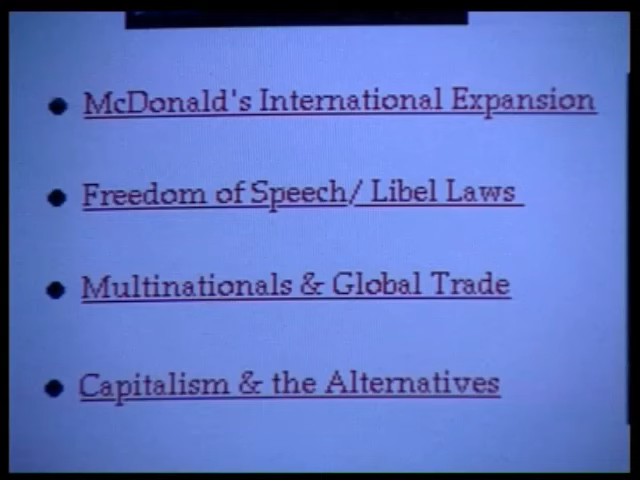 McDonald's International Expansion
Freedom of Speech/ Libel Laws
Multinationals & Global Trade
Capitalism & the Alternatives